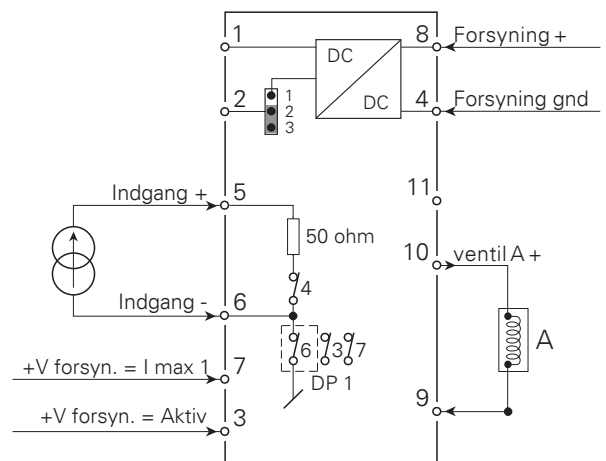 1
DC
8
Forsyning +
1
2
2
3
DC
4
Forsyning gnd
Indgang +
5
11
50 ohm
10
ventil A +
4
Indgang -
6
A
6
3
7
+V forsyn. = I max 1
7
DP 1
9
+V forsyn. = Aktiv
3